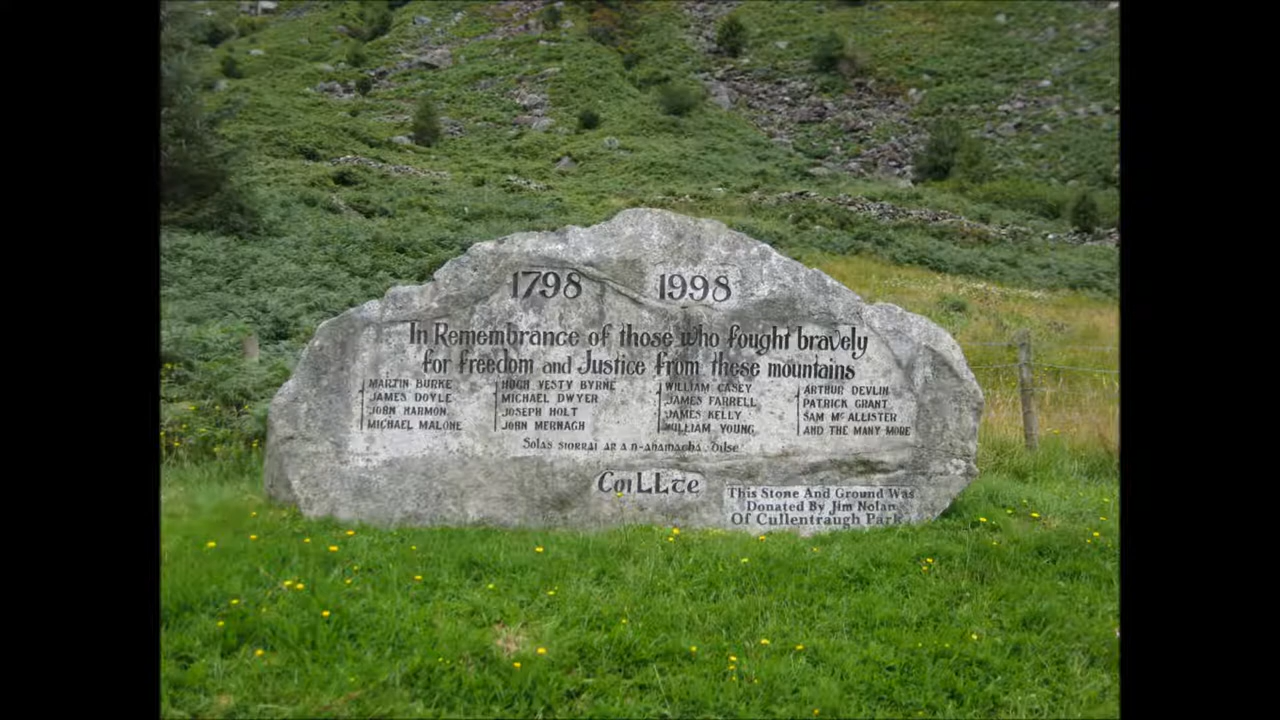 1798 1998
In Remembrance of those who fought bravely
for freedom and Justice from these mountains
MARTIN BURKE
JAMES DOYLE
JOHN HARMON
MICHAEL MALONE
HUGH VESTY BYRNE
MICHAEL DWYER
JOSEPH HOLT
JOHN MERNAGH
WILLIAM CASEY
JAMES FARRELL
JAMES KELLY
WILLIAM YOUNG
ARTHUR DEVLIN
PATRICK GRANT
SAM McALLISTER
AND THE MANY MORE
Solas siorraí ar a n-anamacha dílse
Coillte
This Stone And Ground Was
Donated By Jim Nolan
Of Cullentraugh Park